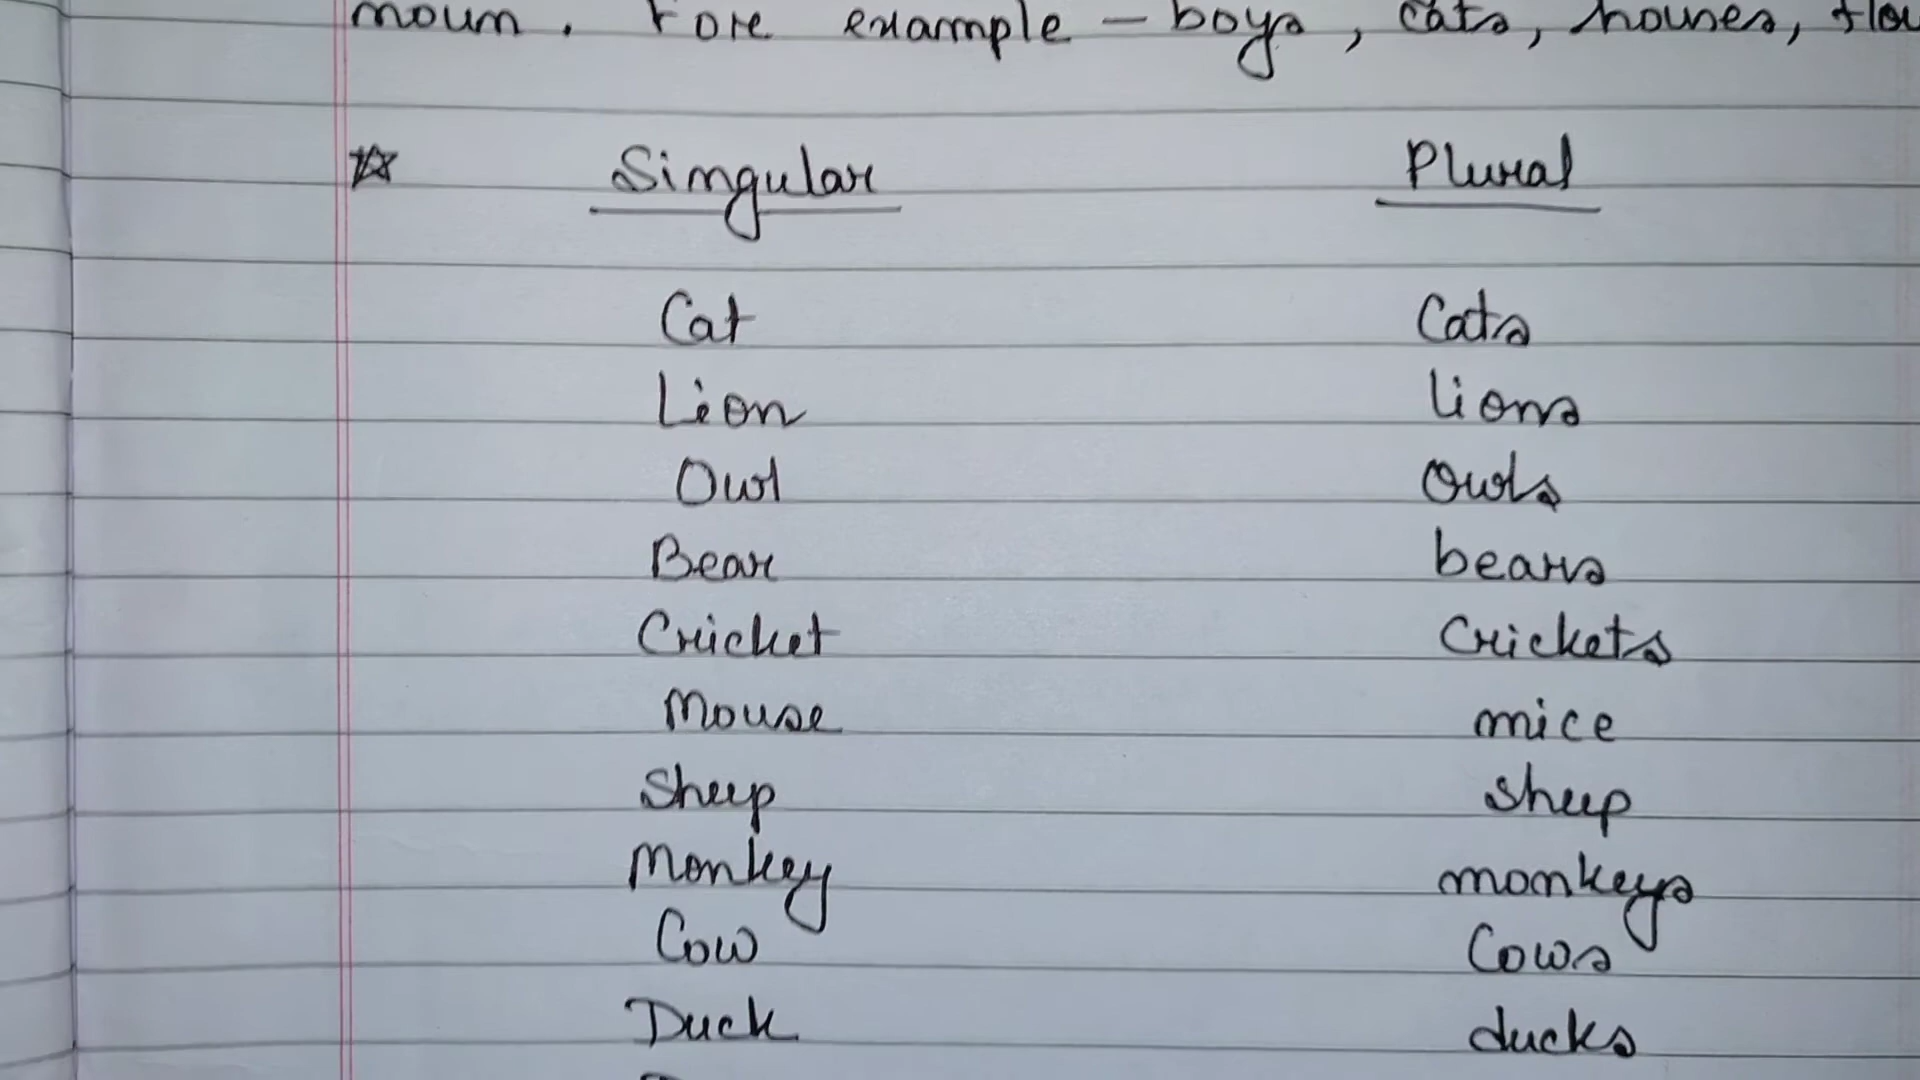 noun. For example - boys, cats, houses,
☆ Singular Plural
Cat Cats
Lion lions
Owl Owls
Bear bears
Cricket Crickets
Mouse mice
Sheep sheep
Monkey monkeys
Cow Cows
Duck ducks